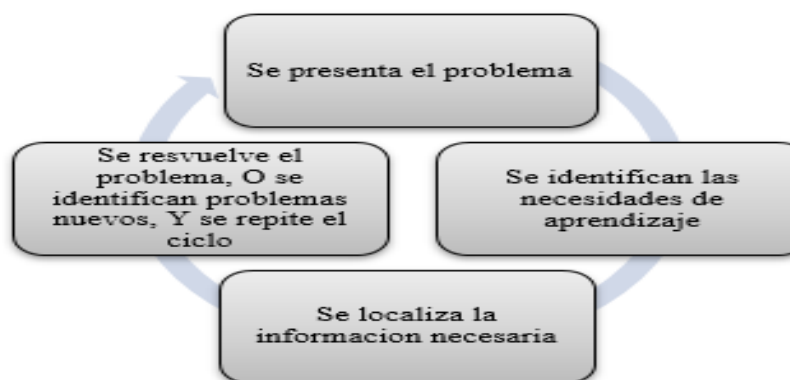 Se presenta el problema
Se identifican las
necesidades de
aprendizaje
Se localiza la
informacion necesaria
Se resvuelve el
problema, O se
identifican problemas
nuevos, Y se repite el
ciclo